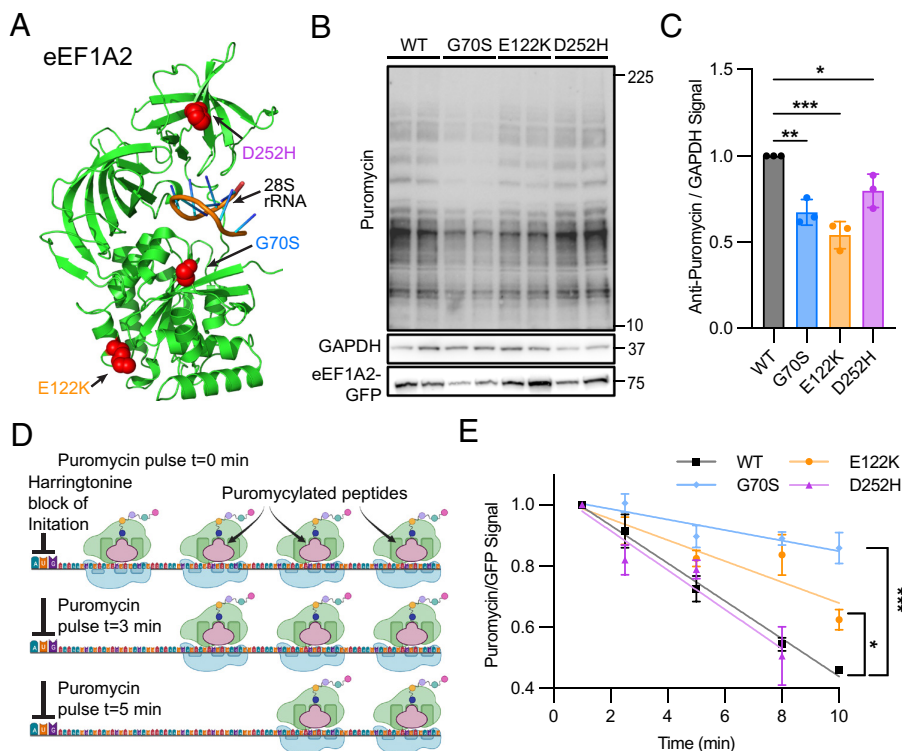 A
eEF1A2
D252H
28S
rRNA
G70S
E122K
B
WT G70S E122K D252H
Puromycin
225
10
GAPDH
37
eEF1A2-
GFP
75
C
Anti-Puromycin / GAPDH Signal
1.5
1.0
0.5
0.0
*
***
**
WT
G70S
E122K
D252H
D
Puromycin pulse t=0 min
Harringtonine
block of
Initation
Puromycylated peptides
A U G
Puromycin
pulse t=3 min
A U G
Puromycin
pulse t=5 min
A U G
E
WT
E122K
G70S
D252H
Puromycin/GFP Signal
1.0
0.8
0.6
0.4
0 2 4 6 8 10
Time (min)
*
***